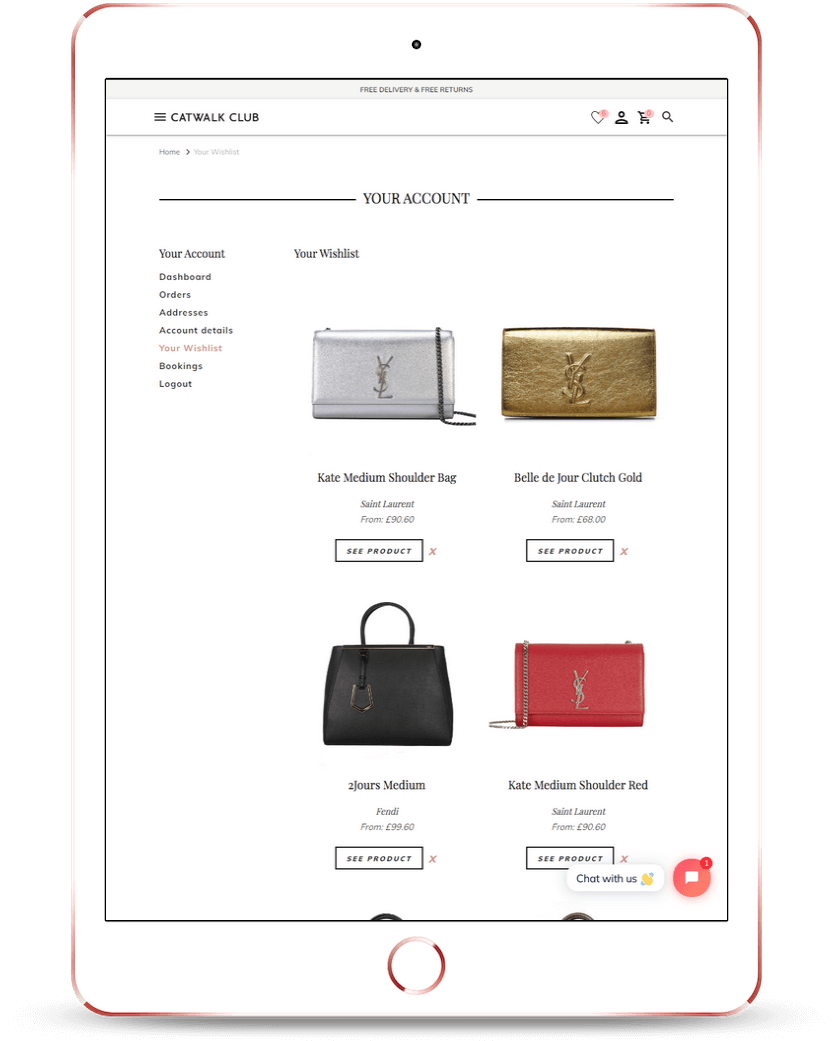 FREE DELIVERY & FREE RETURNS
CATWALK CLUB
Home > Your Wishlist
YOUR ACCOUNT
Your Account
Dashboard
Orders
Addresses
Account details
Your Wishlist
Bookings
Logout
Your Wishlist
Kate Medium Shoulder Bag
Saint Laurent
From: £90.60
SEE PRODUCT x
Belle de Jour Clutch Gold
Saint Laurent
From: £68.00
SEE PRODUCT x
2Jours Medium
Fendi
From: £99.60
SEE PRODUCT x
Kate Medium Shoulder Red
Saint Laurent
From: £90.60
SEE PRODUCT x
Chat with us 👋
1